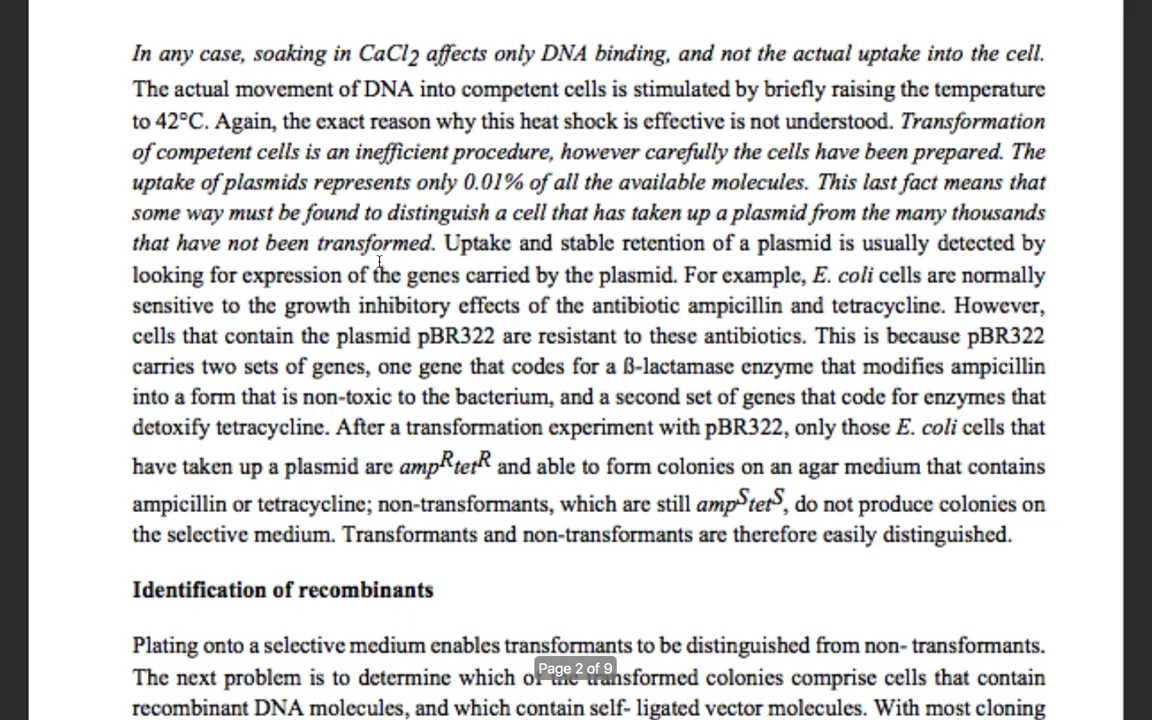 In any case, soaking in CaCl2 affects only DNA binding, and not the actual uptake into the cell.
The actual movement of DNA into competent cells is stimulated by briefly raising the temperature
to 42°C. Again, the exact reason why this heat shock is effective is not understood. Transformation
of competent cells is an inefficient procedure, however carefully the cells have been prepared. The
uptake of plasmids represents only 0.01% of all the available molecules. This last fact means that
some way must be found to distinguish a cell that has taken up a plasmid from the many thousands
that have not been transformed. Uptake and stable retention of a plasmid is usually detected by
looking for expression of the genes carried by the plasmid. For example, E. coli cells are normally
sensitive to the growth inhibitory effects of the antibiotic ampicillin and tetracycline. However,
cells that contain the plasmid pBR322 are resistant to these antibiotics. This is because pBR322
carries two sets of genes, one gene that codes for a ß-lactamase enzyme that modifies ampicillin
into a form that is non-toxic to the bacterium, and a second set of genes that code for enzymes that
detoxify tetracycline. After a transformation experiment with pBR322, only those E. coli cells that
have taken up a plasmid are ampRtetR and able to form colonies on an agar medium that contains
ampicillin or tetracycline; non-transformants, which are still ampStetS, do not produce colonies on
the selective medium. Transformants and non-transformants are therefore easily distinguished.
Identification of recombinants
Plating onto a selective medium enables transformants to be distinguished from non- transformants.
Page 2 of 9
The next problem is to determine which of the transformed colonies comprise cells that contain
recombinant DNA molecules, and which contain self- ligated vector molecules. With most cloning